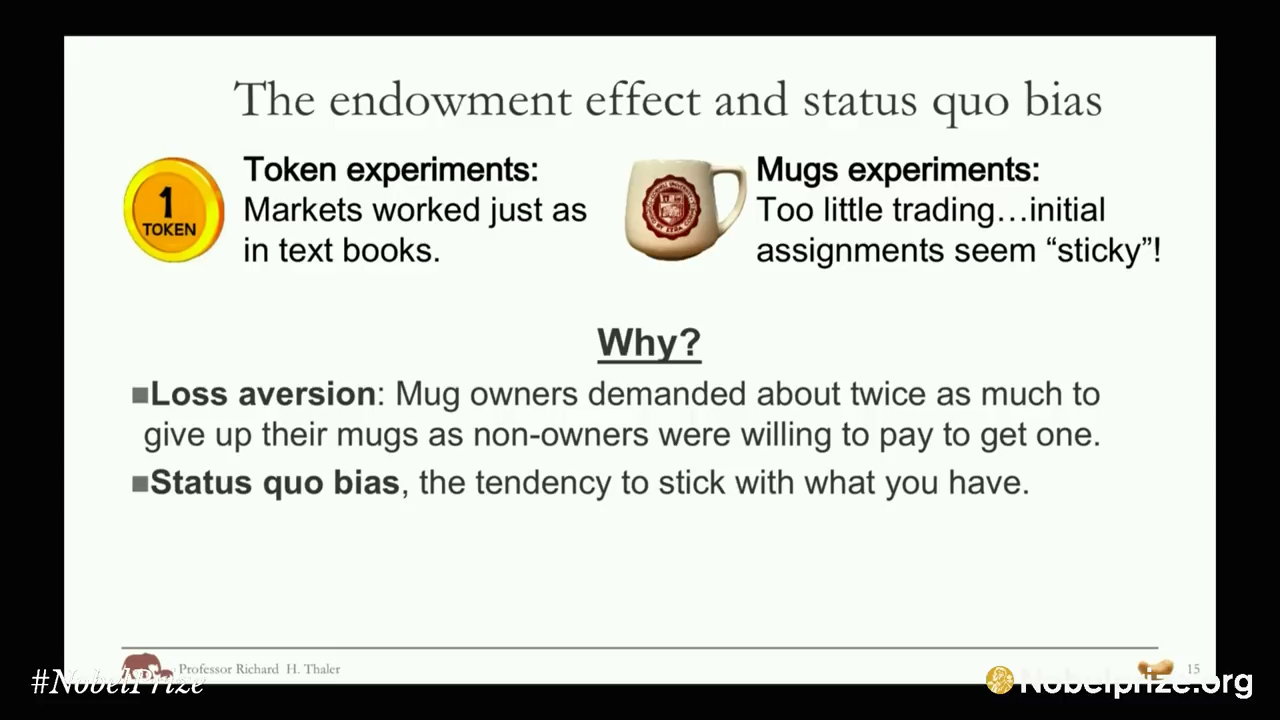 The endowment effect and status quo bias
1
TOKEN
Token experiments:
Markets worked just as
in text books.
Mugs experiments:
Too little trading…initial
assignments seem “sticky”!
Why?
■Loss aversion: Mug owners demanded about twice as much to
give up their mugs as non-owners were willing to pay to get one.
■Status quo bias, the tendency to stick with what you have.
Professor Richard H. Thaler
15
#NobelPrize
Nobelprize.org